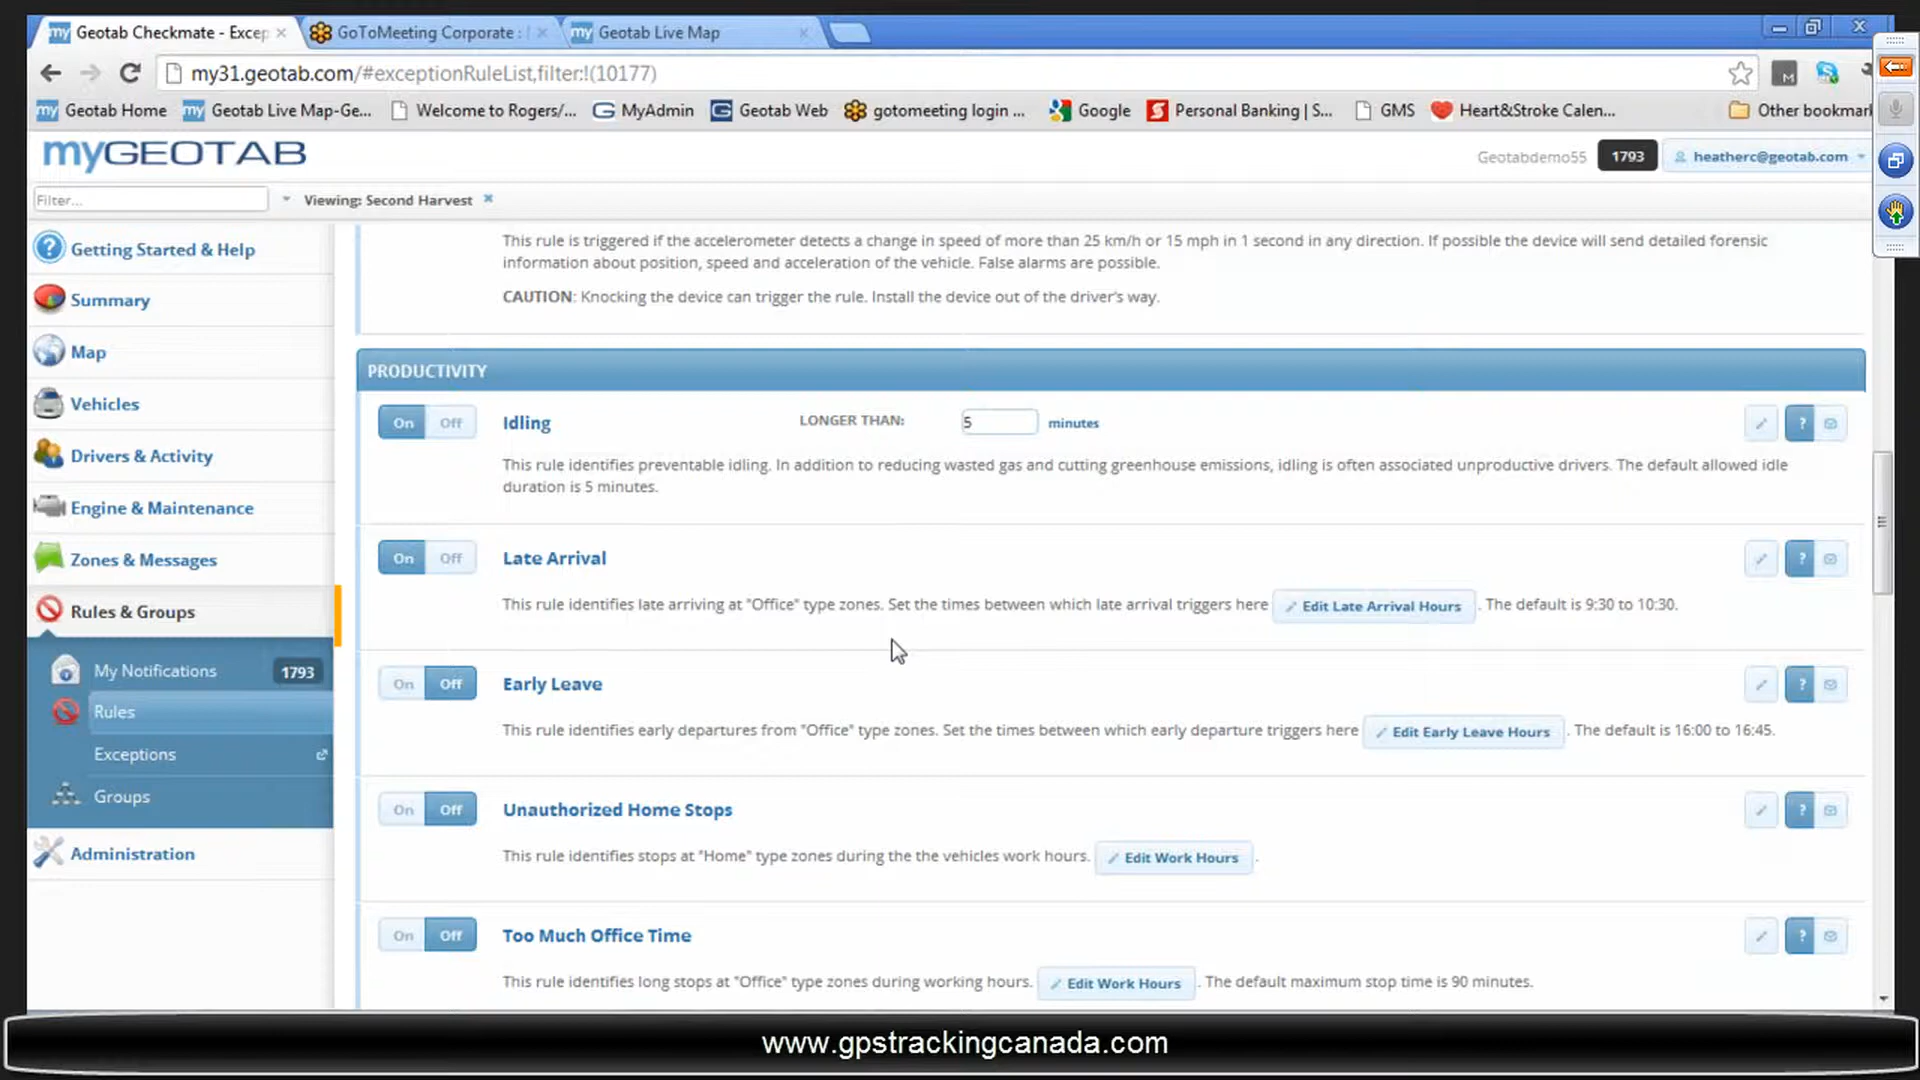 my Geotab Checkmate - Excep
GoToMeeting Corporate :
my Geotab Live Map
my31.geotab.com/#exceptionRuleList,filter:!(10177)
my Geotab Home
my Geotab Live Map-Ge...
Welcome to Rogers/...
G MyAdmin
G Geotab Web
gotomeeting login ...
Google
Personal Banking | S...
GMS
Heart&Stroke Calen...
Other bookmark
myGEOTAB
Geotabdemo55
1793
heatherc@geotab.com
Filter...
Viewing: Second Harvest
Getting Started & Help
Summary
Map
Vehicles
Drivers & Activity
Engine & Maintenance
Zones & Messages
Rules & Groups
My Notifications 1793
Rules
Exceptions
Groups
Administration
This rule is triggered if the accelerometer detects a change in speed of more than 25 km/h or 15 mph in 1 second in any direction. If possible the device will send detailed forensic
information about position, speed and acceleration of the vehicle. False alarms are possible.
CAUTION: Knocking the device can trigger the rule. Install the device out of the driver's way.
PRODUCTIVITY
On Off Idling LONGER THAN: 5 minutes ?
This rule identifies preventable idling. In addition to reducing wasted gas and cutting greenhouse emissions, idling is often associated unproductive drivers. The default allowed idle
duration is 5 minutes.
On Off Late Arrival ?
This rule identifies late arriving at "Office" type zones. Set the times between which late arrival triggers here Edit Late Arrival Hours . The default is 9:30 to 10:30.
On Off Early Leave ?
This rule identifies early departures from "Office" type zones. Set the times between which early departure triggers here Edit Early Leave Hours . The default is 16:00 to 16:45.
On Off Unauthorized Home Stops ?
This rule identifies stops at "Home" type zones during the the vehicles work hours. Edit Work Hours .
On Off Too Much Office Time ?
This rule identifies long stops at "Office" type zones during working hours. Edit Work Hours . The default maximum stop time is 90 minutes.
www.gpstrackingcanada.com